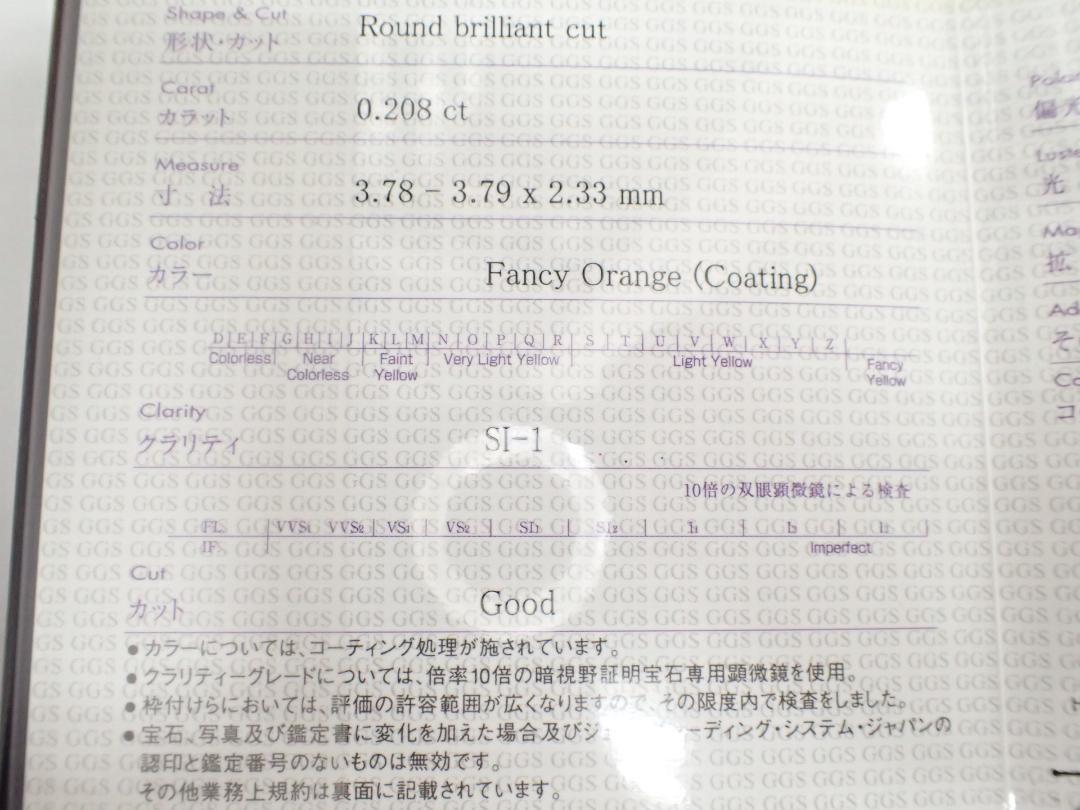 Shape & Cut
形状・カット
Round brilliant cut
Carat
カラット
0.208 ct
Measure
寸 法
3.78 - 3.79 x 2.33 mm
Color
カラー
Fancy Orange (Coating)
D E F G H I J K L M N O P Q R S T U V W X Y Z
Colorless
Near Colorless
Faint Yellow
Very Light Yellow
Light Yellow
Fancy Yellow
Clarity
クラリティ
SI-1
10倍の双眼顕微鏡による検査
FL VVS1 VVS2 VS1 VS2 SI1 SI2 I1 I2 I3
IF
Imperfect
Cut
カット
Good
●カラーについては、コーティング処理が施されています。
●クラリティーグレードについては、倍率10倍の暗視野証明宝石専用顕微鏡を使用。
●枠付けらにおいては、評価の許容範囲が広くなりますので、その限度内で検査をしました。
●宝石、写真及び鑑定書に変化を加えた場合及びジェ ーディング・システム・ジャパンの
認印と鑑定番号のないものは無効です。
その他業務上規約は裏面に記載されています。
偏
光
拡
Ad
そ
コ